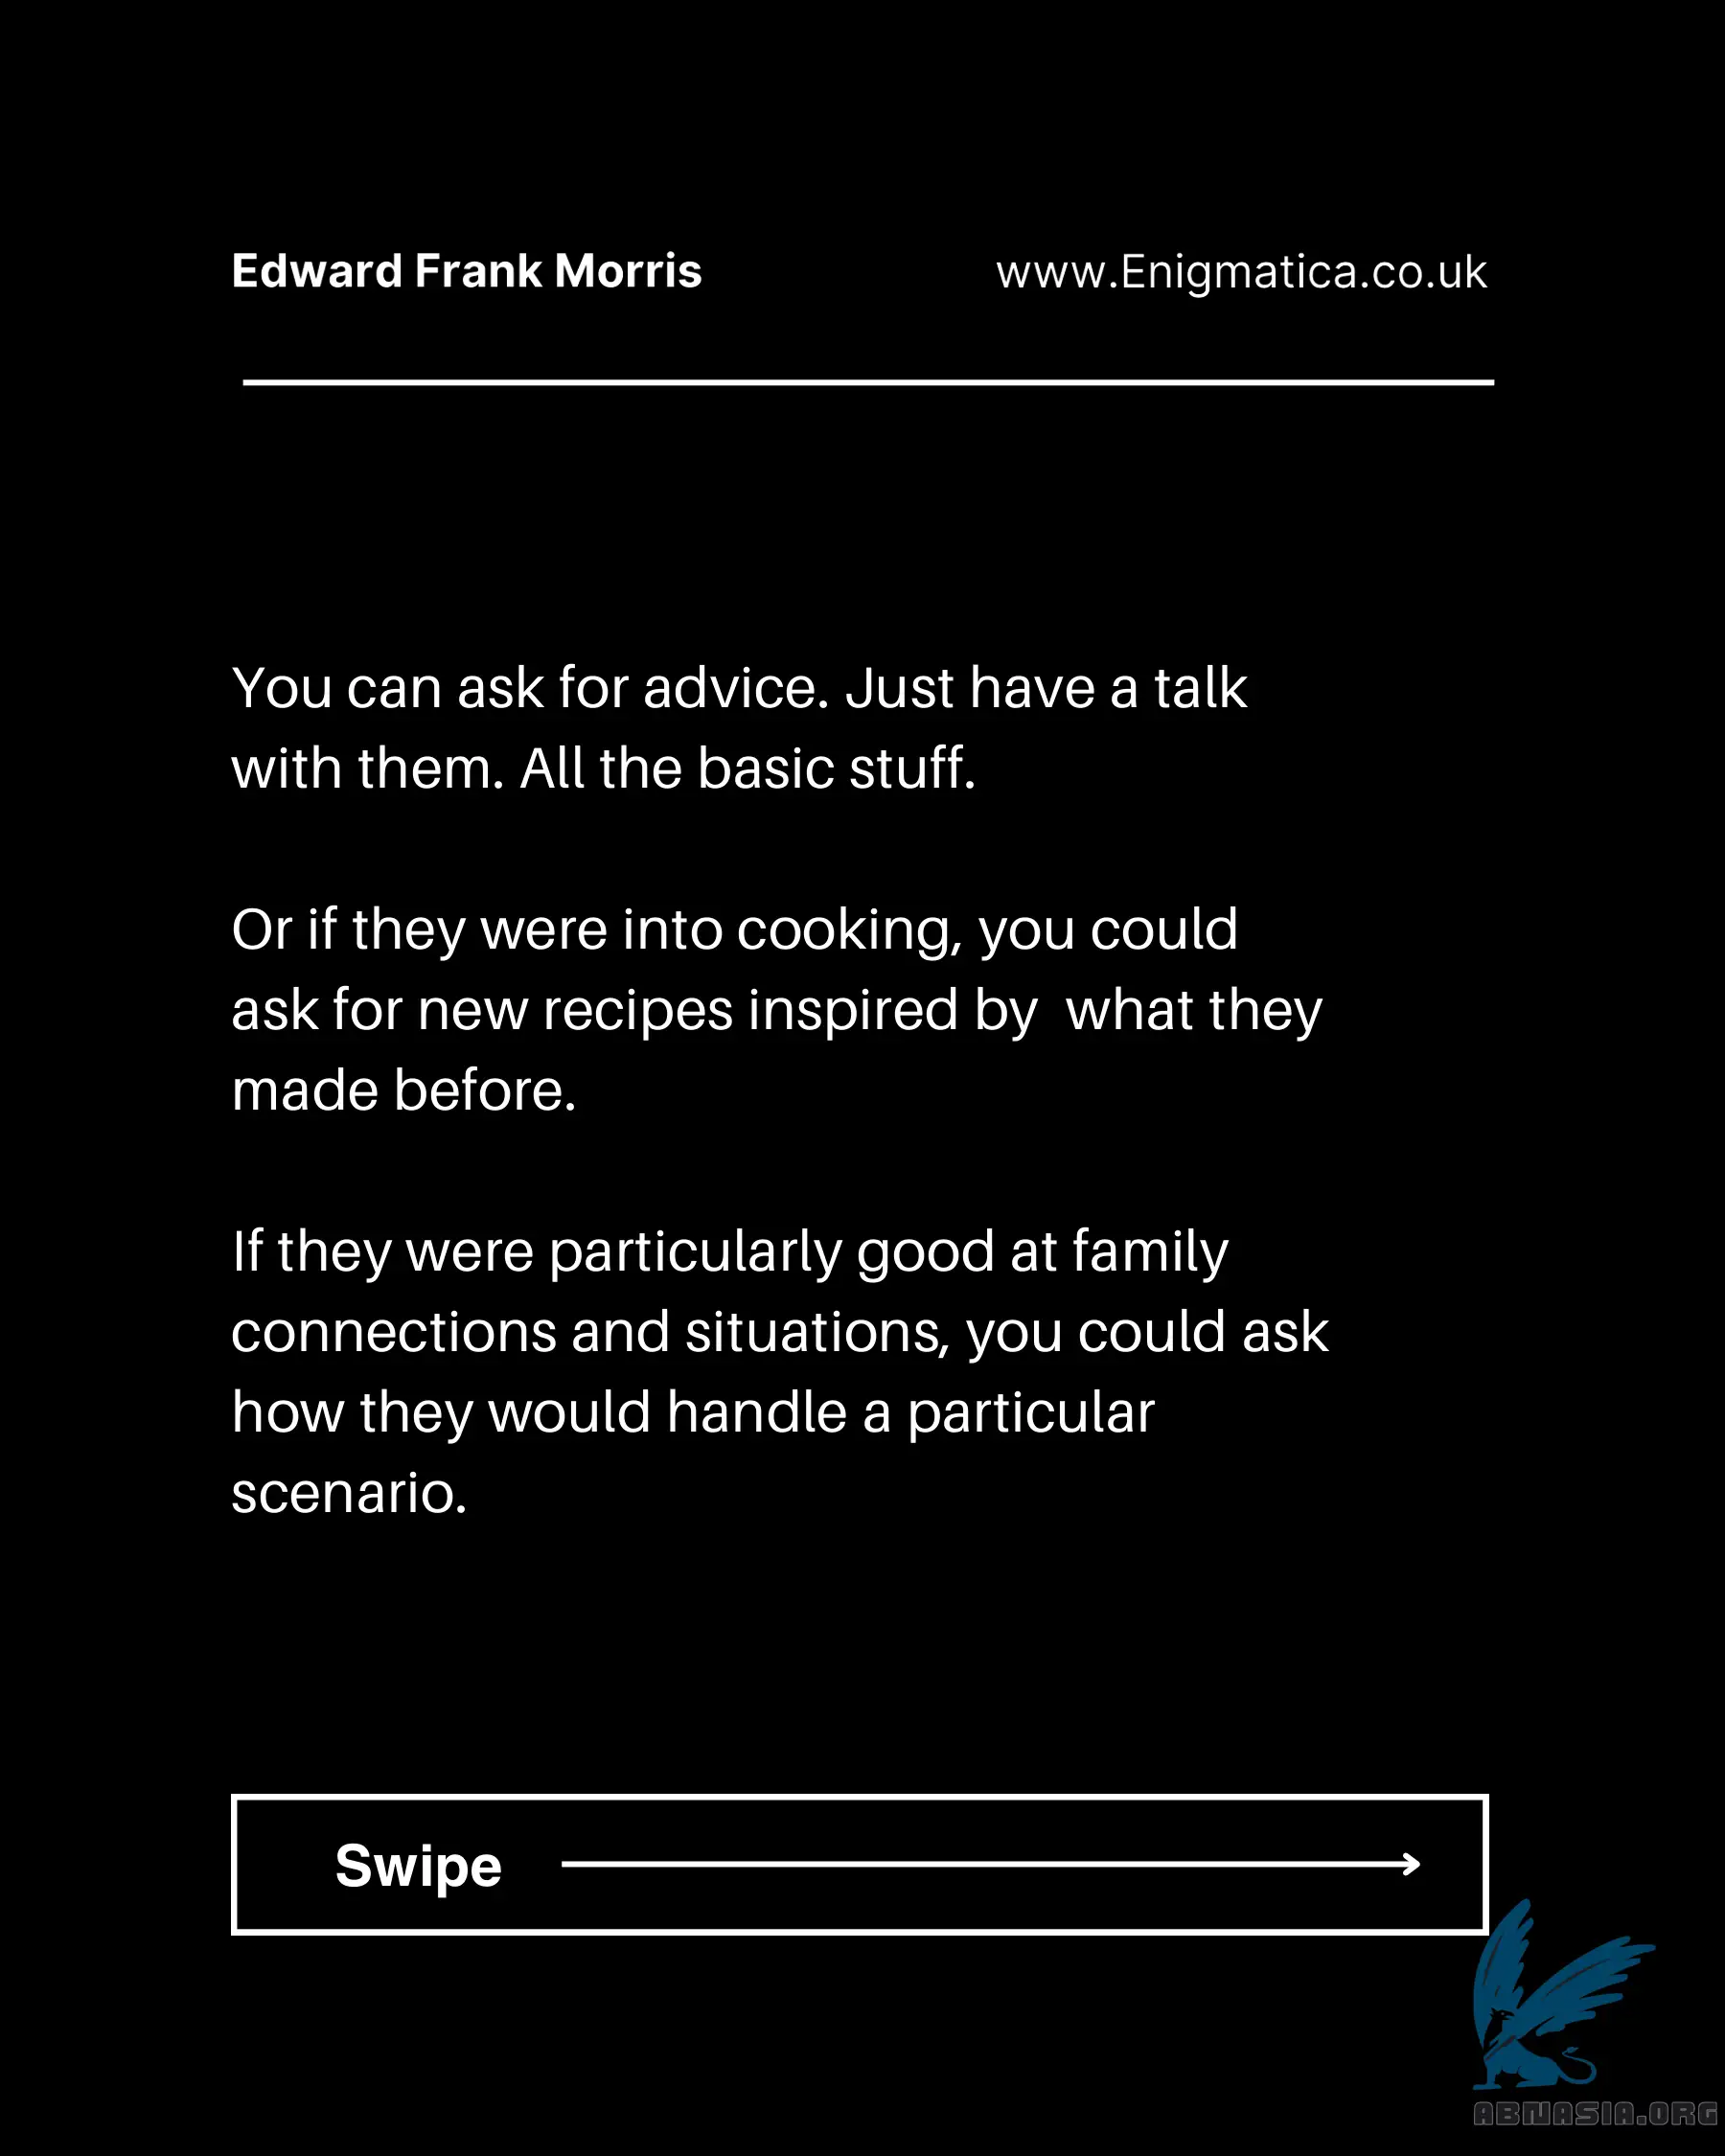 Edward Frank Morris
www.Enigmatica.co.uk
You can ask for advice. Just have a talk
with them. All the basic stuff.
Or if they were into cooking, you could
ask for new recipes inspired by  what they
made before.
If they were particularly good at family
connections and situations, you could ask
how they would handle a particular
scenario.
Swipe
ABNASIA.ORG